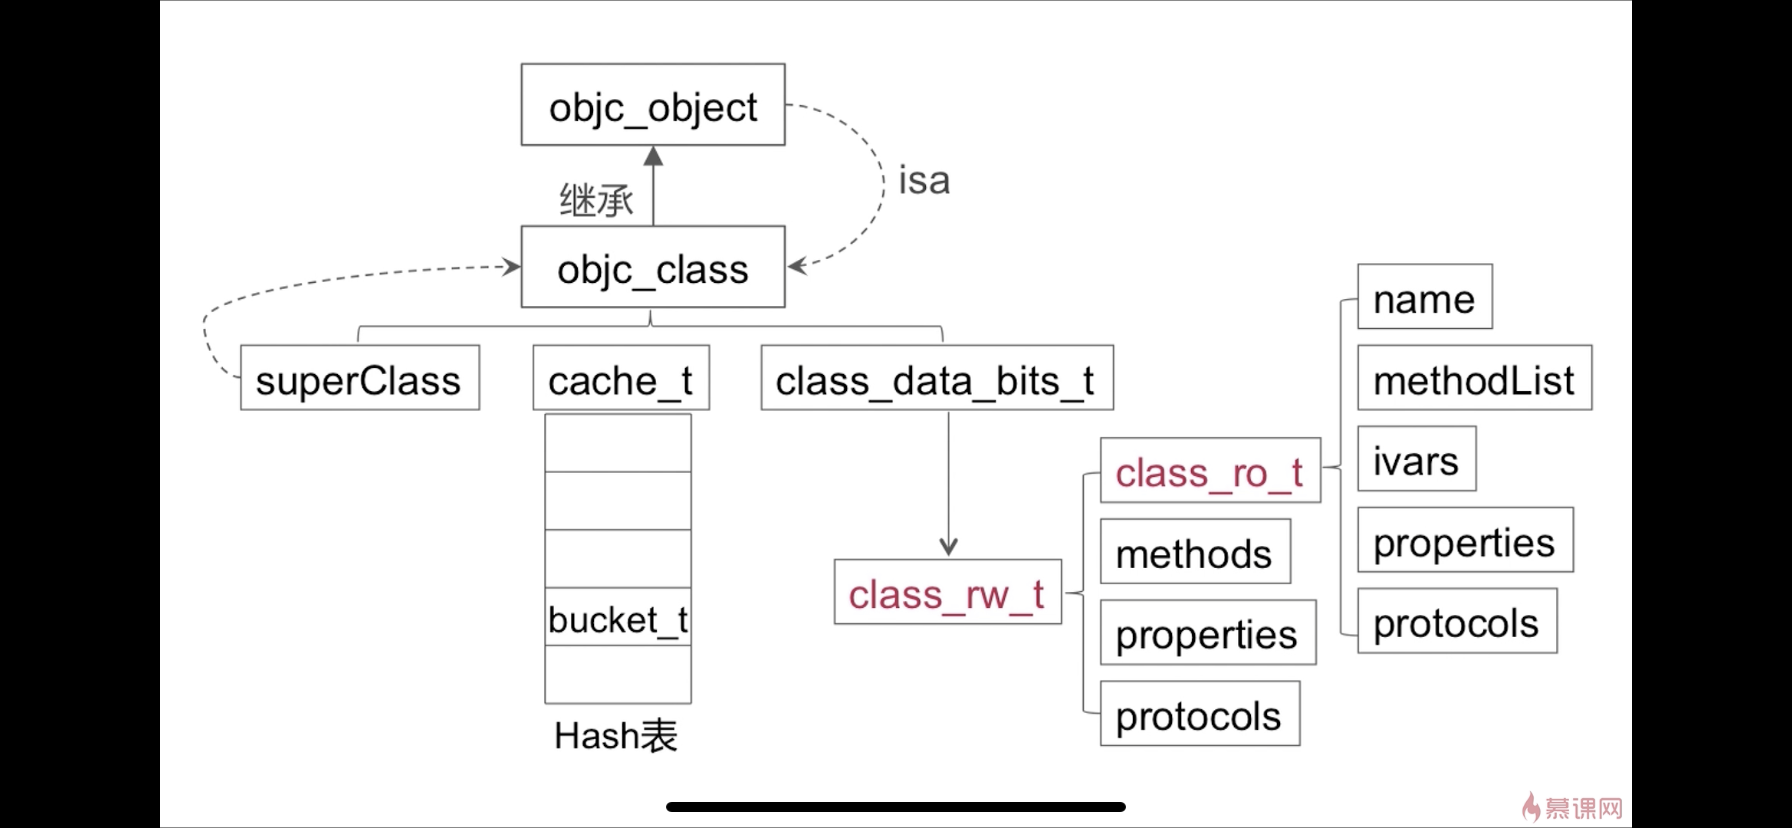 objc_object
isa
继承
objc_class
superClass
cache_t
class_data_bits_t
bucket_t
Hash表
class_rw_t
class_ro_t
methods
properties
protocols
name
methodList
ivars
properties
protocols
慕课网